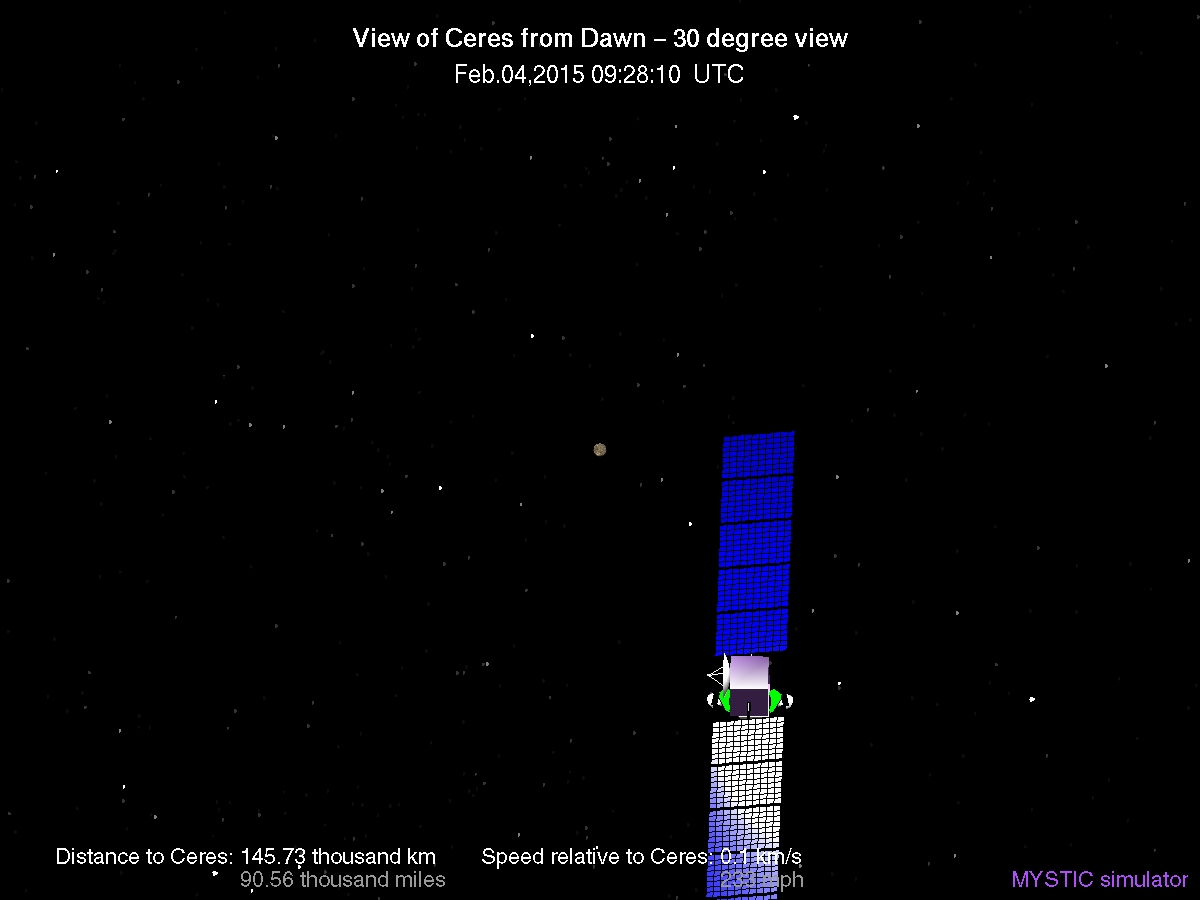 View of Ceres from Dawn – 30 degree view
Feb.04,2015 09:28:10 UTC
Distance to Ceres: 145.73 thousand km
Speed relative to Ceres: 0.1 km/s
90.56 thousand miles
mph
MYSTIC simulator